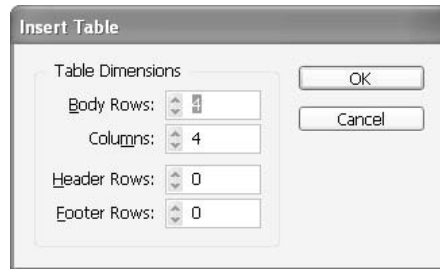 Insert Table
Table Dimensions
Body Rows: 4
Columns: 4
Header Rows: 0
Footer Rows: 0
OK
Cancel